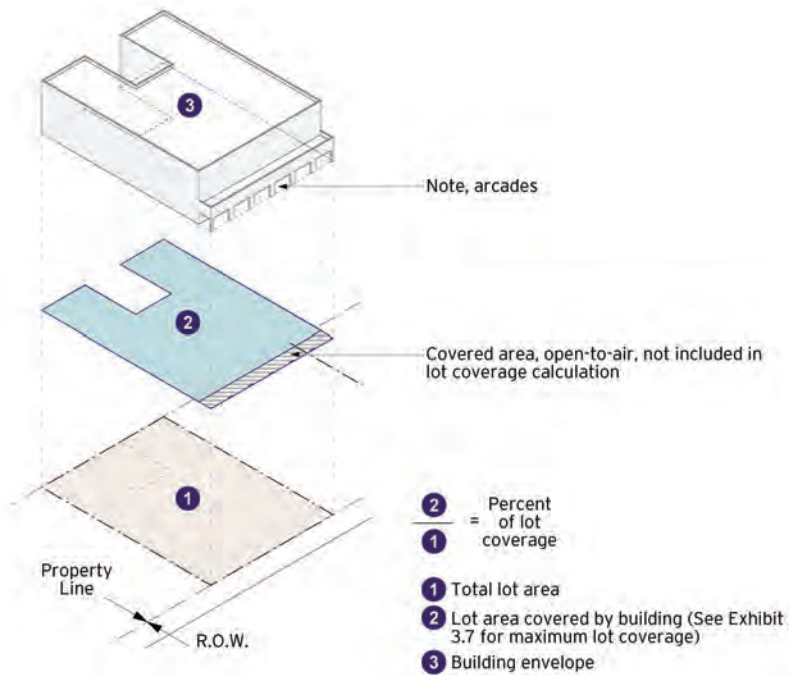 3
Note, arcades
2
Covered area, open-to-air, not included in
lot coverage calculation
1
Property
Line
R.O.W.
2
1
= Percent
of lot
coverage
1 Total lot area
2 Lot area covered by building (See Exhibit
3.7 for maximum lot coverage)
3 Building envelope